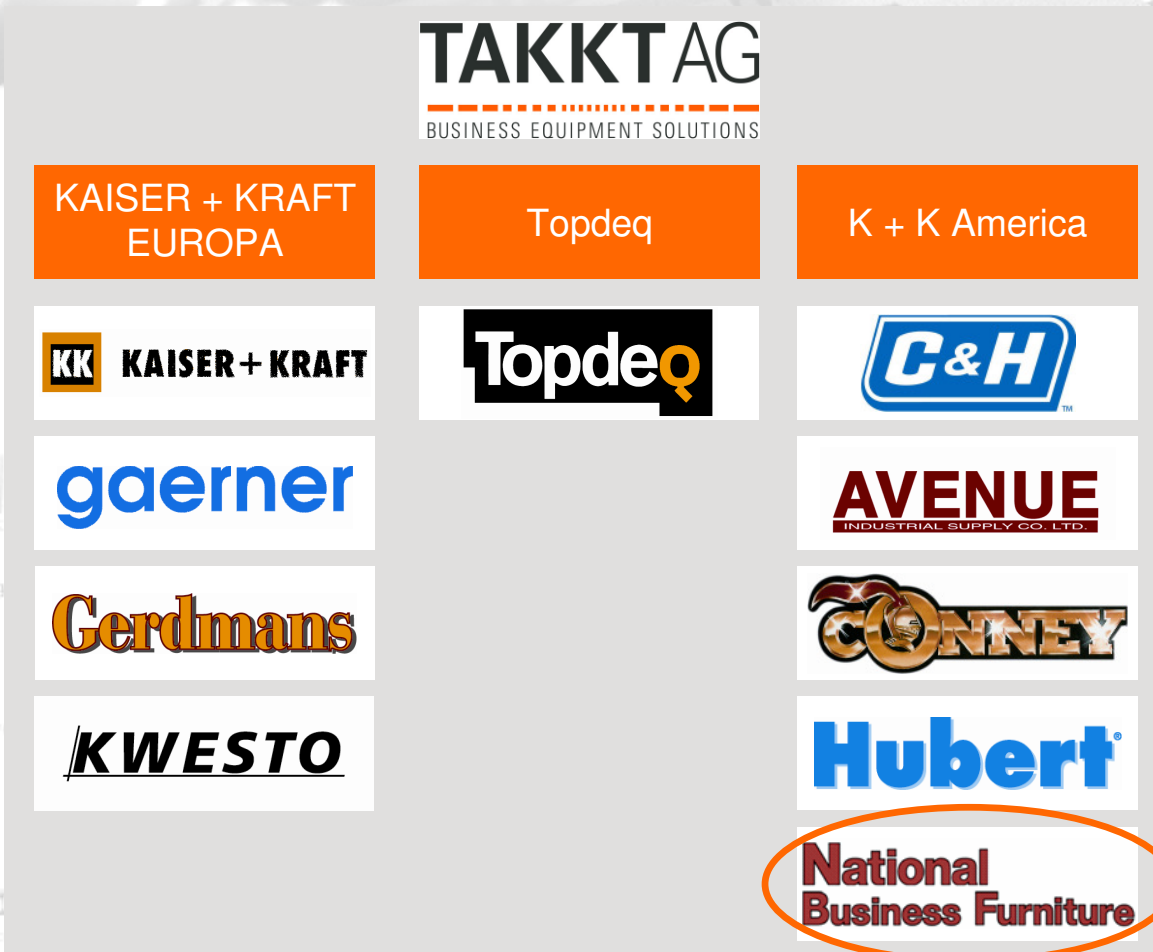 TAKKT AG
BUSINESS EQUIPMENT SOLUTIONS
KAISER + KRAFT
EUROPA
Topdeq
K + K America
KK KAISER+KRAFT
Topdeq
C&H
TM
gaerner
AVENUE
INDUSTRIAL SUPPLY CO. LTD.
Gerdmans
CONNEY
KWESTO
Hubert®
National
Business Furniture